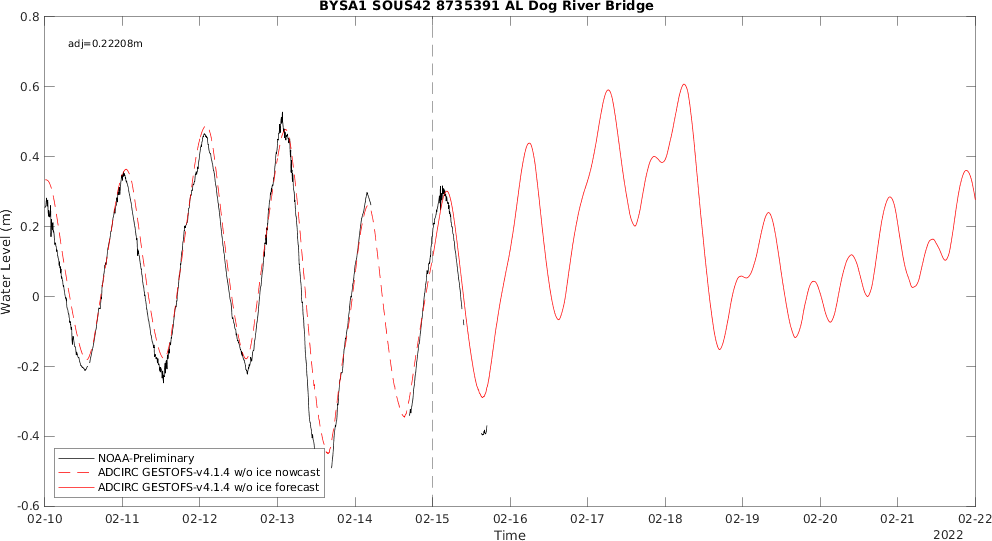 BYSA1 SOUS42 8735391 AL Dog River Bridge
adj=0.22208m
Water Level (m)
0.8
0.6
0.4
0.2
0
-0.2
-0.4
-0.6
NOAA-Preliminary
ADCIRC GESTOFS-v4.1.4 w/o ice nowcast
ADCIRC GESTOFS-v4.1.4 w/o ice forecast
02-10 02-11 02-12 02-13 02-14 02-15 02-16 02-17 02-18 02-19 02-20 02-21 02-22
Time
2022